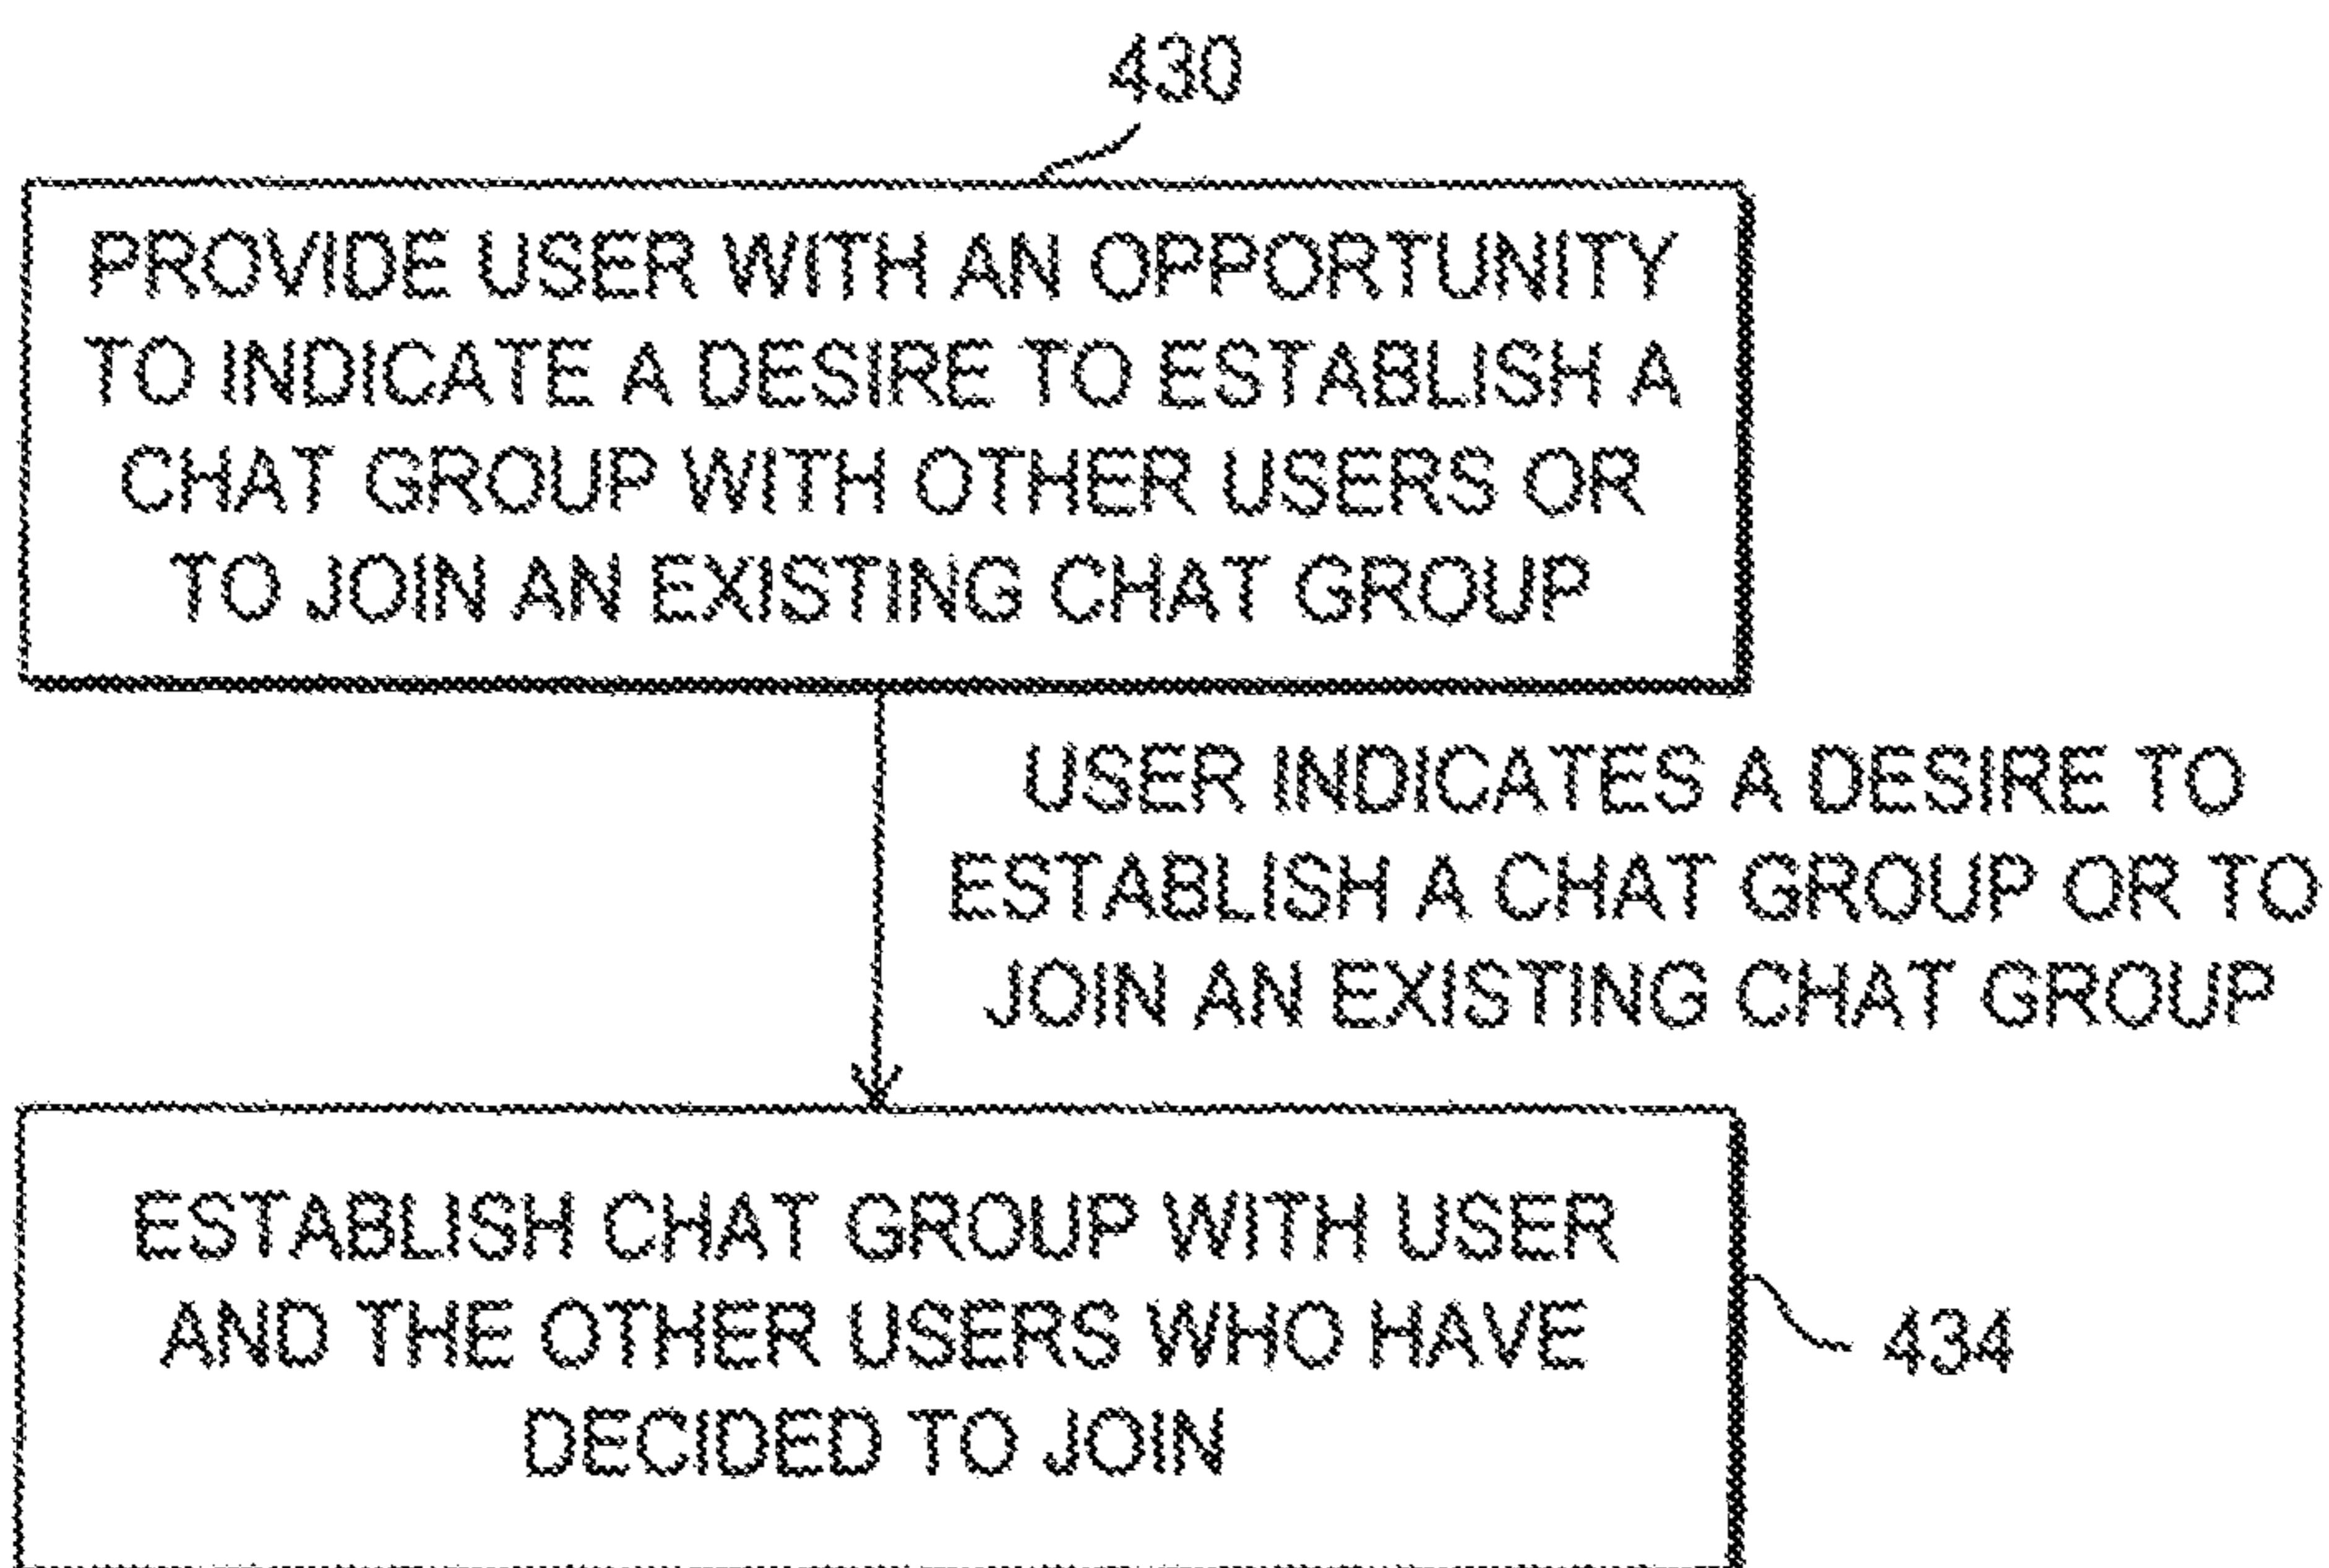 430
PROVIDE USER WITH AN OPPORTUNITY
TO INDICATE A DESIRE TO ESTABLISH A
CHAT GROUP WITH OTHER USERS OR
TO JOIN AN EXISTING CHAT GROUP
USER INDICATES A DESIRE TO
ESTABLISH A CHAT GROUP OR TO
JOIN AN EXISTING CHAT GROUP
ESTABLISH CHAT GROUP WITH USER
AND THE OTHER USERS WHO HAVE
DECIDED TO JOIN
434